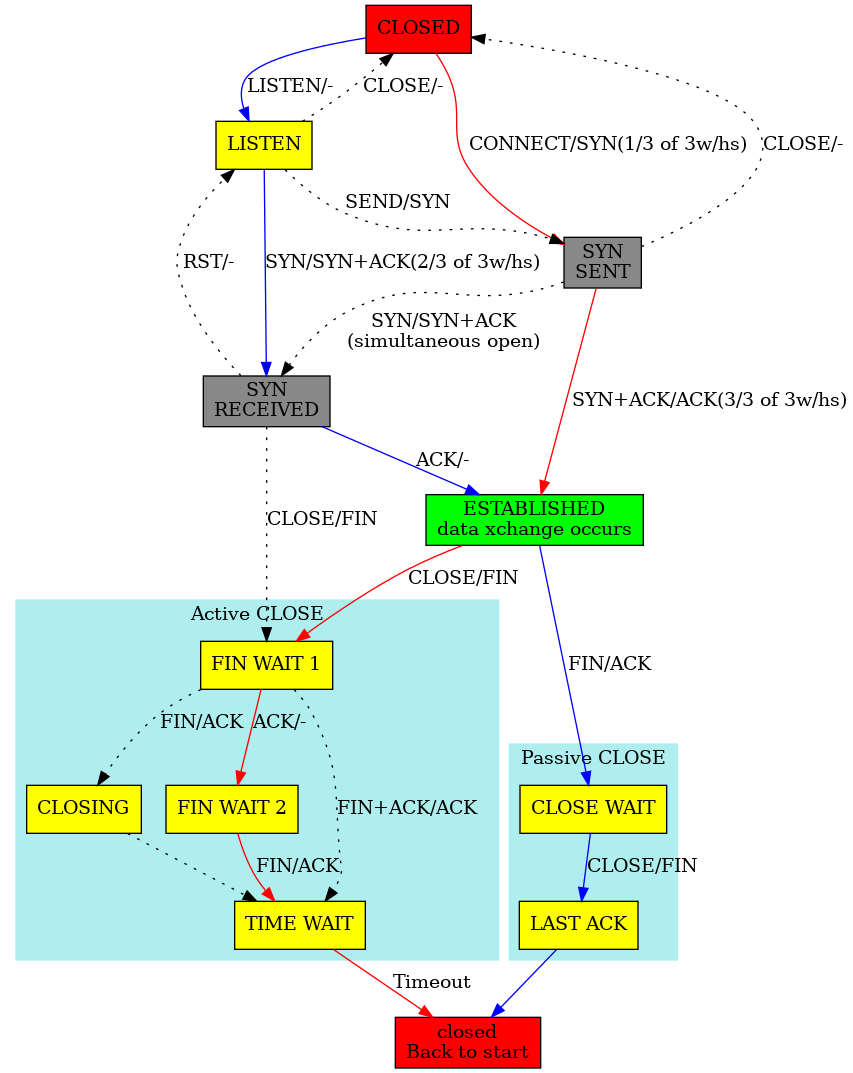 CLOSED
LISTEN/-
CLOSE/-
LISTEN
CONNECT/SYN(1/3 of 3w/hs)
CLOSE/-
SEND/SYN
RST/-
SYN/SYN+ACK(2/3 of 3w/hs)
SYN
SENT
SYN/SYN+ACK
(simultaneous open)
SYN
RECEIVED
SYN+ACK/ACK(3/3 of 3w/hs)
ACK/-
ESTABLISHED
data xchange occurs
CLOSE/FIN
CLOSE/FIN
Active CLOSE
FIN WAIT 1
FIN/ACK
FIN/ACK
ACK/-
Passive CLOSE
CLOSING
FIN WAIT 2
FIN+ACK/ACK
CLOSE WAIT
FIN/ACK
CLOSE/FIN
TIME WAIT
LAST ACK
Timeout
closed
Back to start